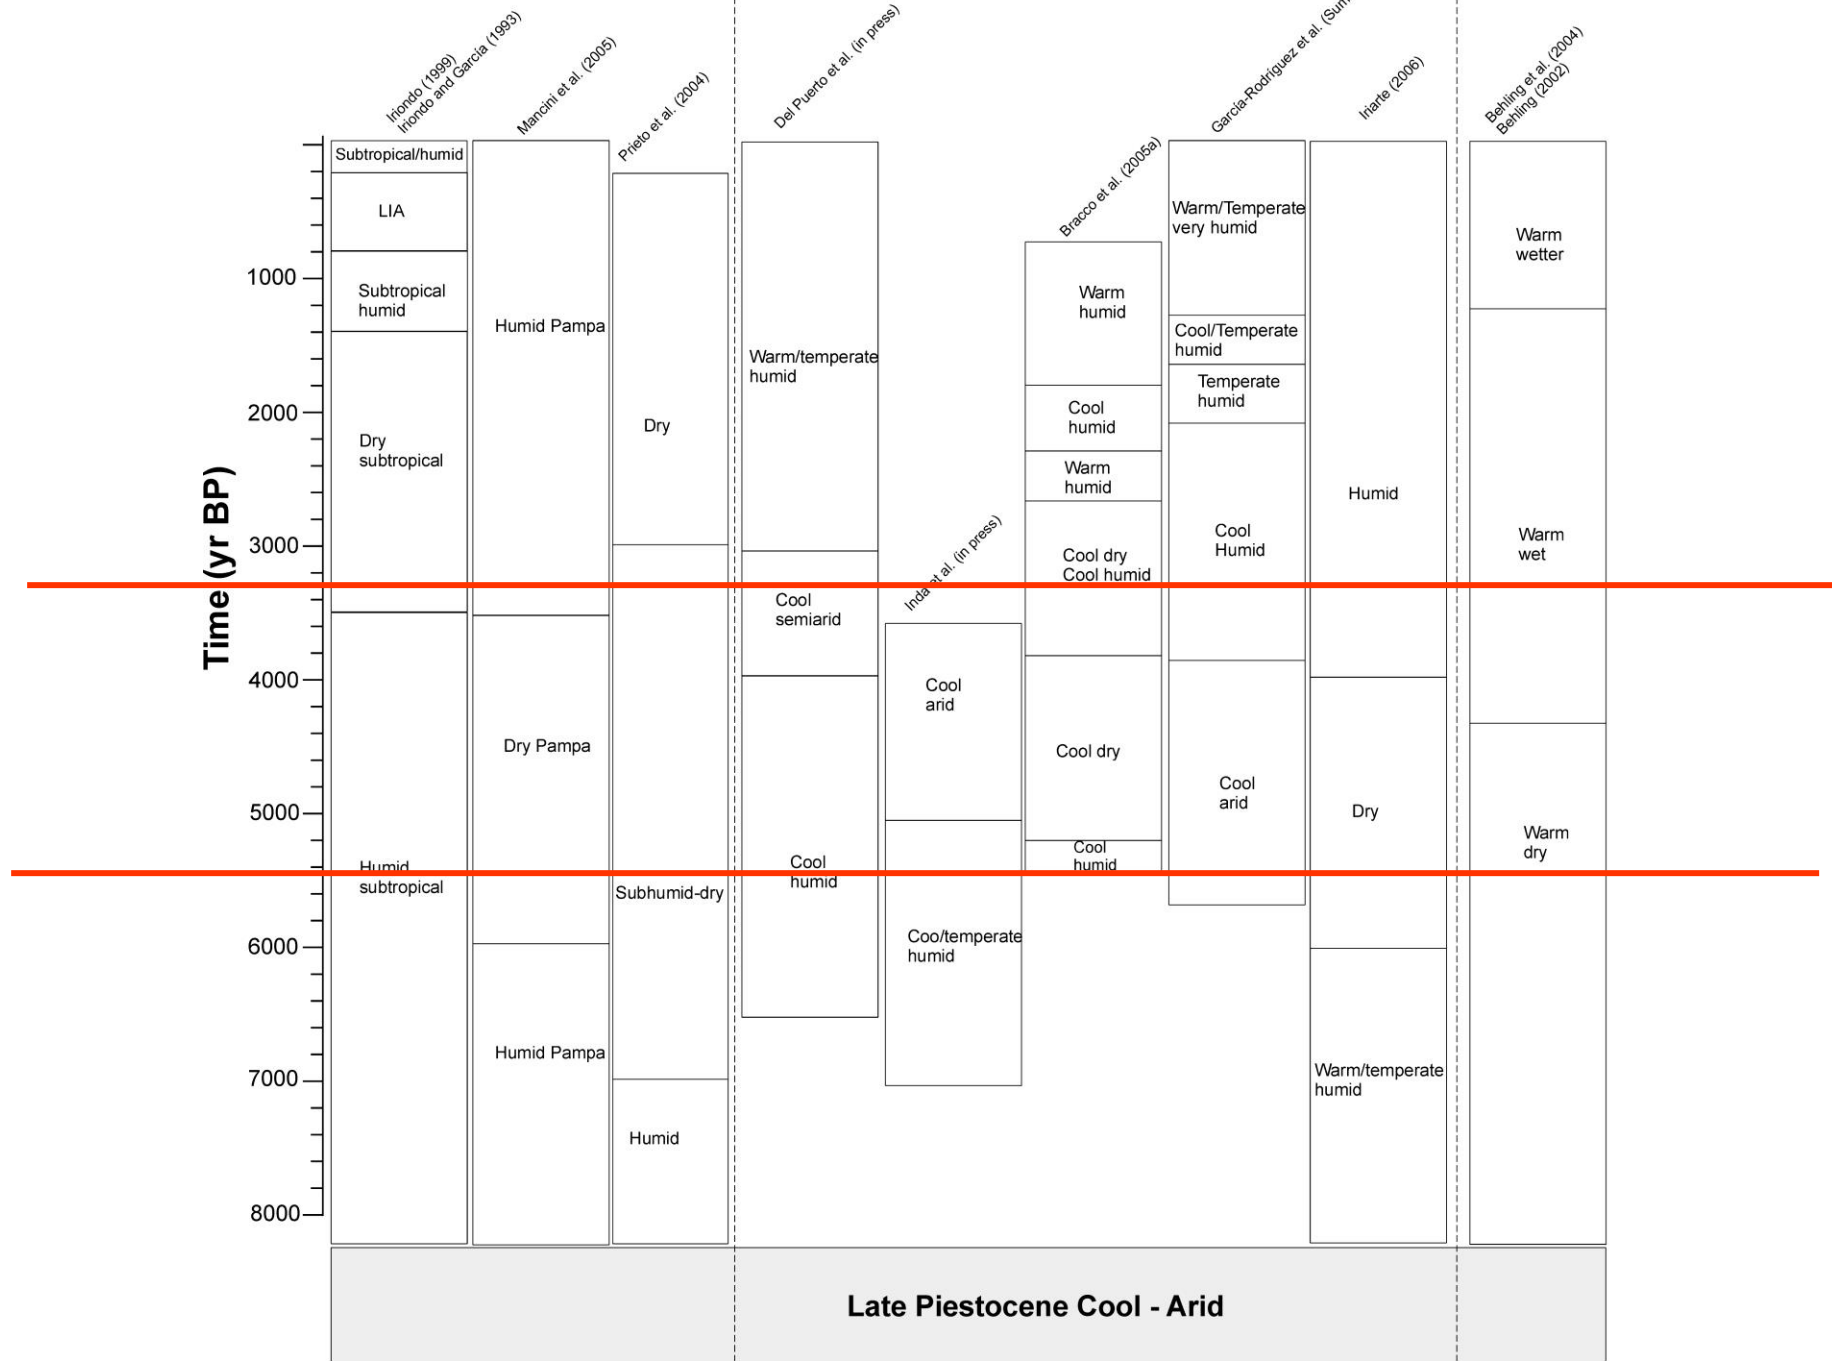 Iriondo (1999)
Iriondo and García (1993)
Mancini et al. (2005)
Prieto et al. (2004)
Del Puerto et al. (in press)
Inda et al. (in press)
Bracco et al. (2005a)
García-Rodríguez et al. (Sum
Iriarte (2006)
Behling et al. (2004)
Behling (2002)
Time (yr BP)
1000
2000
3000
4000
5000
6000
7000
8000
Subtropical/humid
LIA
Subtropical
humid
Dry
subtropical
Humid
subtropical
Humid Pampa
Dry Pampa
Humid Pampa
Dry
Subhumid-dry
Humid
Warm/temperate
humid
Cool
semiarid
Cool
humid
Cool
arid
Coo/temperate
humid
Warm
humid
Cool
humid
Warm
humid
Cool dry
Cool humid
Cool dry
Cool
humid
Warm/Temperate
very humid
Cool/Temperate
humid
Temperate
humid
Cool
Humid
Cool
arid
Humid
Dry
Warm/temperate
humid
Warm
wetter
Warm
wet
Warm
dry
Late Piestocene Cool - Arid